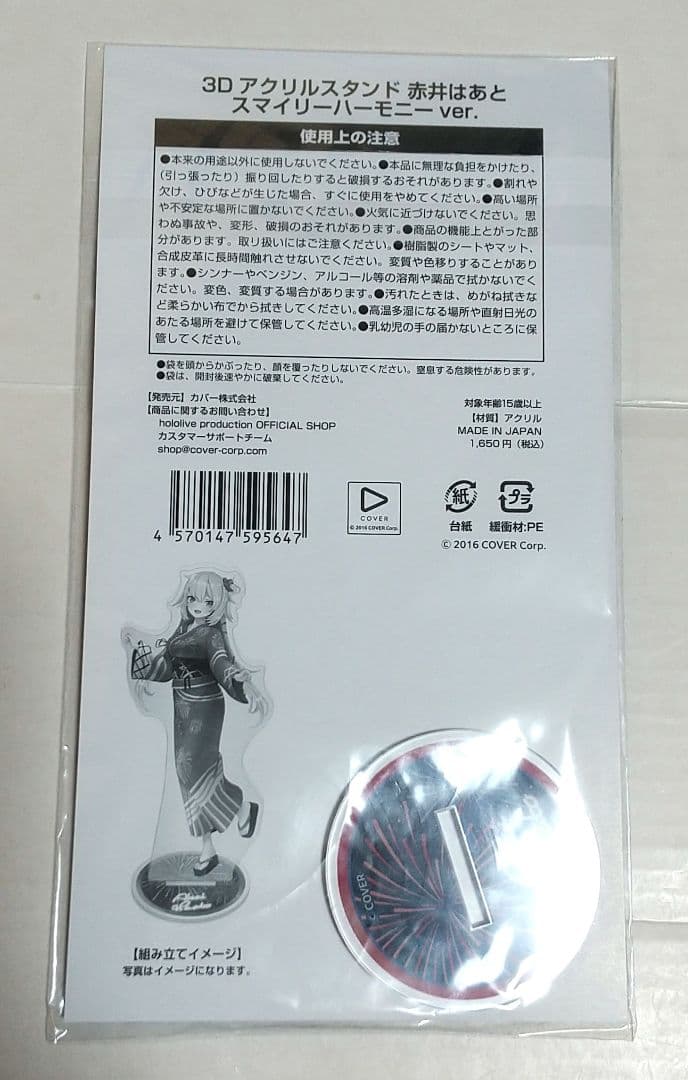 3D アクリルスタンド 赤井はあと
スマイリーハーモニー ver.
使用上の注意
●本来の用途以外に使用しないでください。●本品に無理な負担をかけたり、
(引っ張ったり) 振り回したりすると破損するおそれがあります。●割れや
欠け、ひびなどが生じた場合、すぐに使用をやめてください。●高い場所
や不安定な場所に置かないでください。●火気に近づけないでください。思
わぬ事故や、変形、破損のおそれがあります。●商品の機能上とがった部
分があります。取り扱いにはご注意ください。●樹脂製のシートやマット、
合成皮革に長時間触れさせないでください。変質や色移りすることがあり
ます。●シンナーやベンジン、アルコール等の溶剤や薬品で拭かないでく
ださい。変色、変質する場合があります。●汚れたときは、めがね拭きな
ど柔らかい布でから拭きしてください。●高温多湿になる場所や直射日光の
あたる場所を避けて保管してください。●乳幼児の手の届かないところに保
管してください。
●袋を頭からかぶったり、顔を覆ったりしないでください。窒息する危険性があります。
●袋は、開封後速やかに破棄してください。
【発売元】カバー株式会社
【商品に関するお問い合わせ】
hololive production OFFICIAL SHOP
カスタマーサポートチーム
shop@cover-corp.com
対象年齢15歳以上
【材質】アクリル
MADE IN JAPAN
1,650円（税込）
4 570147 595647
COVER
© 2016 COVER Corp.
紙
台紙
プラ
緩衝材:PE
© 2016 COVER Corp.
【組み立てイメージ】
写真はイメージになります。
COVER